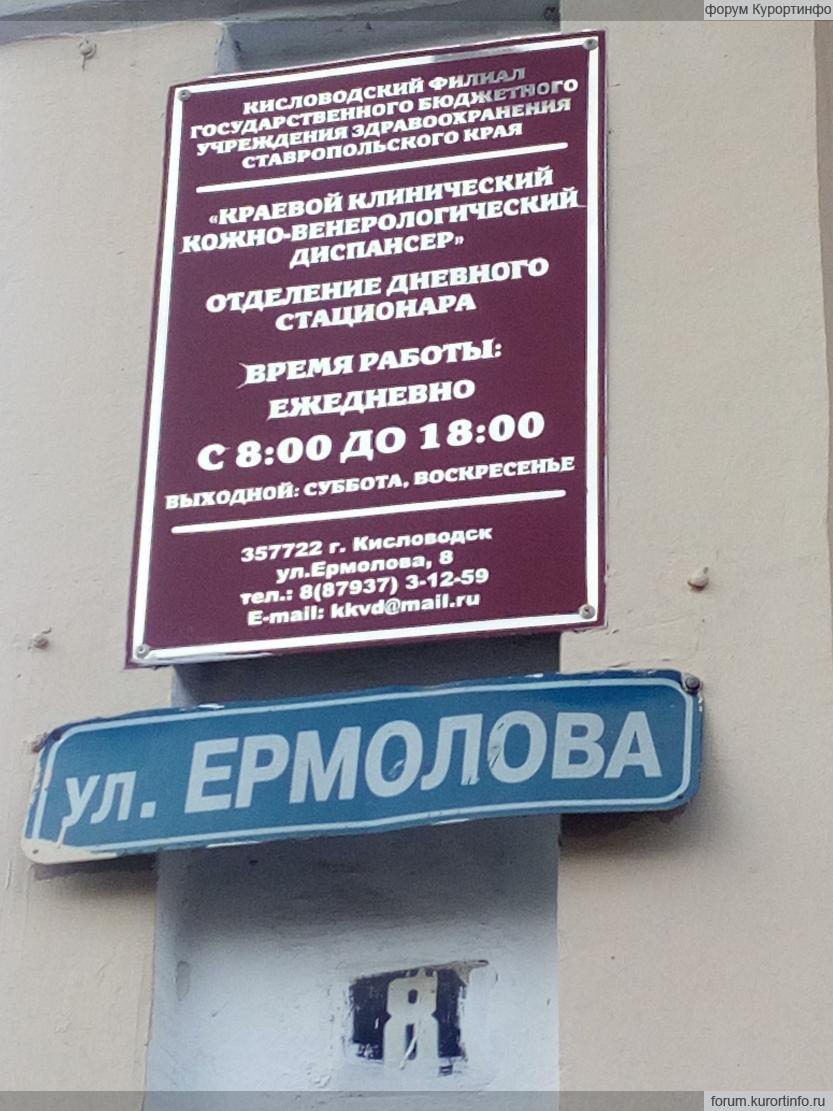 форум Курортинфо
КИСЛОВОДСКИЙ ФИЛИАЛ
ГОСУДАРСТВЕННОГО БЮДЖЕТНОГО
УЧРЕЖДЕНИЯ ЗДРАВООХРАНЕНИЯ
СТАВРОПОЛЬСКОГО КРАЯ
«КРАЕВОЙ КЛИНИЧЕСКИЙ
КОЖНО-ВЕНЕРОЛОГИЧЕСКИЙ
ДИСПАНСЕР»
ОТДЕЛЕНИЕ ДНЕВНОГО
СТАЦИОНАРА
ВРЕМЯ РАБОТЫ:
ЕЖЕДНЕВНО
С 8:00 ДО 18:00
ВЫХОДНОЙ: СУББОТА, ВОСКРЕСЕНЬЕ
357722 г. Кисловодск
ул.Ермолова, 8
тел.: 8(87937) 3-12-59
E-mail: kkvd@mail.ru
ул. ЕРМОЛОВА
8
forum.kurortinfo.ru